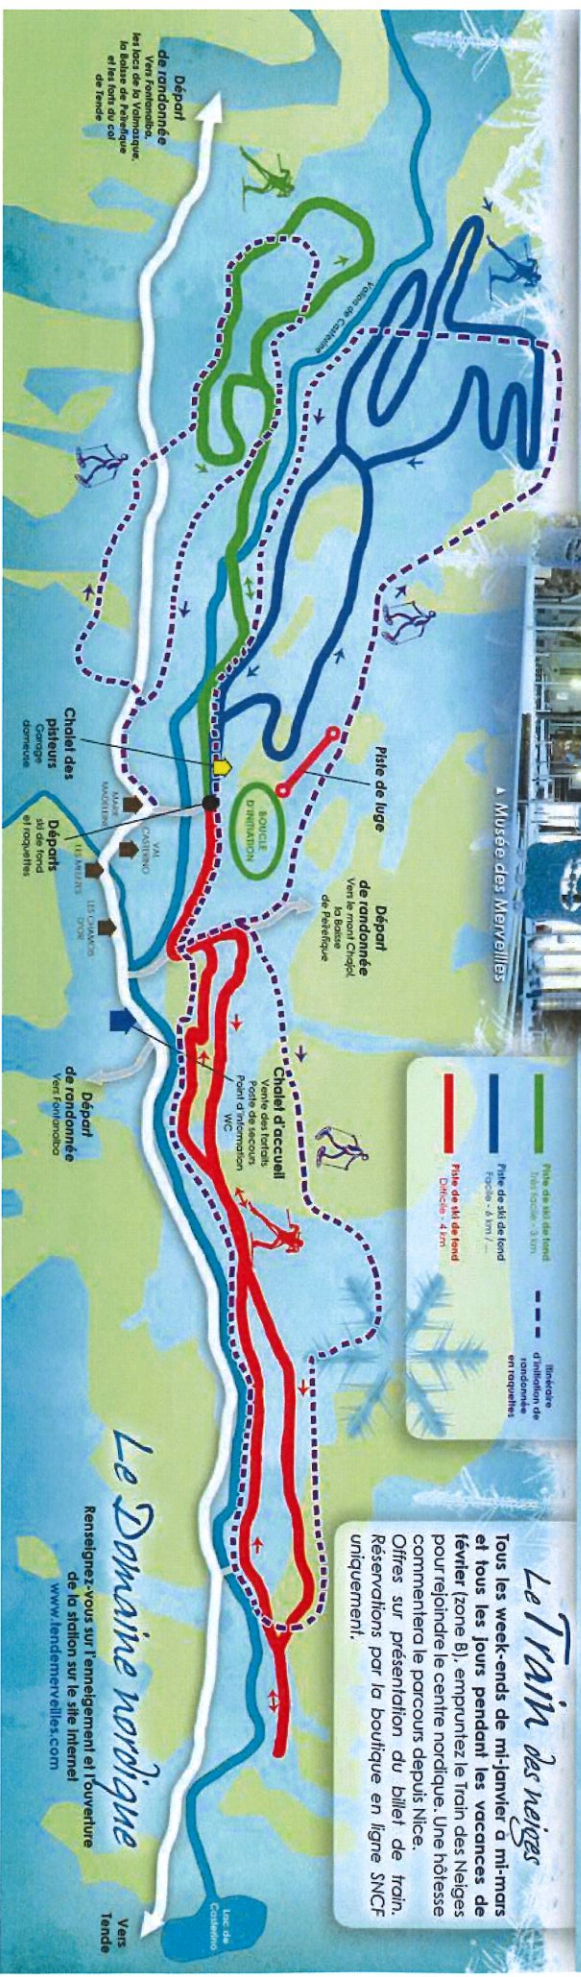 ▲ Musée des Merveilles
Départ
de randonnée
Vers Fontanalba,
les lacs de la Valmasque,
la Baisse de Peïrefique
et les forts du col
de Tende
Vallon de Casterine
Piste de luge
BOUCLE
D'INITIATION
Chalet des
pisteurs
Garage
dameuse
Départs
ski de fond
et raquettes
MARIE
MADELEINE
VAL
CASTERINO
LES MELEZES
LES CHAMOIS
D'OR
Départ
de randonnée
Vers le mont Chajol,
la Baisse
de Peïrefique
Chalet d'accueil
Vente des forfaits
Poste de secours
Point d'information
WC
Départ
de randonnée
Vers Fontanalba
Piste de ski de fond
Très facile - 3 km
Piste de ski de fond
Facile - 6 km /
Piste de ski de fond
Difficile - 4 km
Itinéraire
d'initiation de
randonnée
en raquettes
Le Train des neiges
Tous les week-ends de mi-janvier à mi-mars
et tous les jours pendant les vacances de
février (zone B), empruntez le Train des Neiges
pour rejoindre le centre nordique. Une hôtesse
commentera le parcours depuis Nice.
Offres sur présentation du billet de train.
Réservations par la boutique en ligne SNCF
uniquement.
Le Domaine nordique
Renseignez-vous sur l'enneigement et l'ouverture
de la station sur le site internet
www.tendemerveilles.com
Lac de
Casterino
Vers
Tende